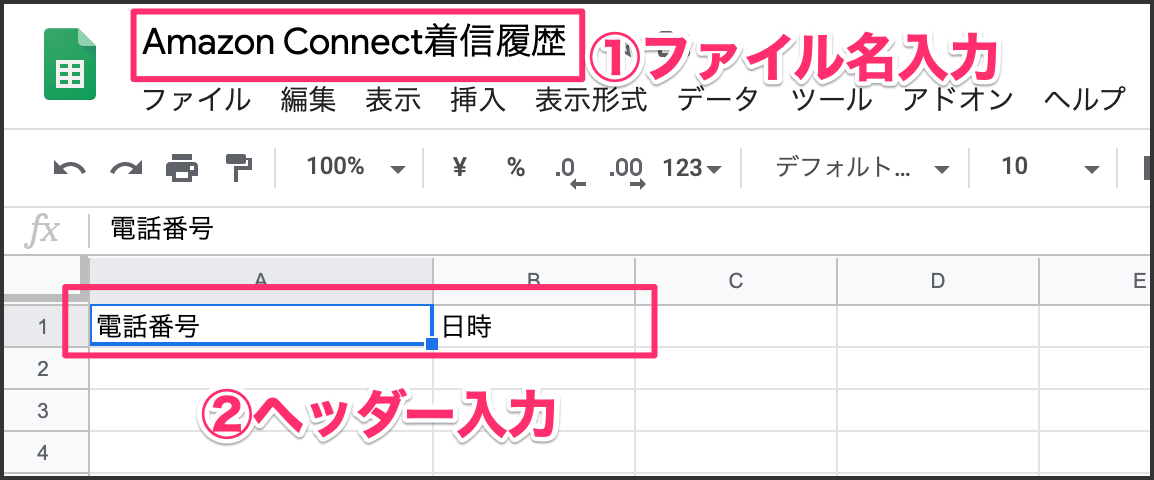 Amazon Connect着信履歴
①ファイル名入力
ファイル 編集 表示 挿入 表示形式 データ ツール アドオン ヘルプ
100% ¥ % .0 .00 123 デフォルト... 10
fx 電話番号
A B C D E
1 電話番号 日時
2
②ヘッダー入力
3
4